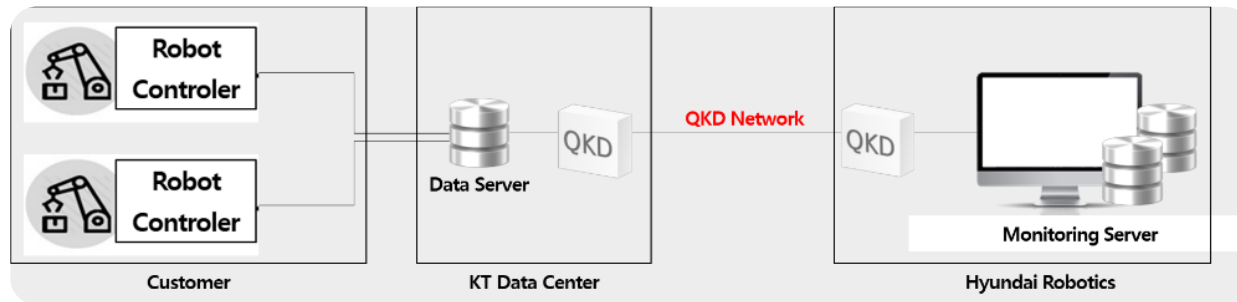 Robot
Controler
Robot
Controler
Data Server
QKD
QKD Network
QKD
Monitoring Server
Customer
KT Data Center
Hyundai Robotics